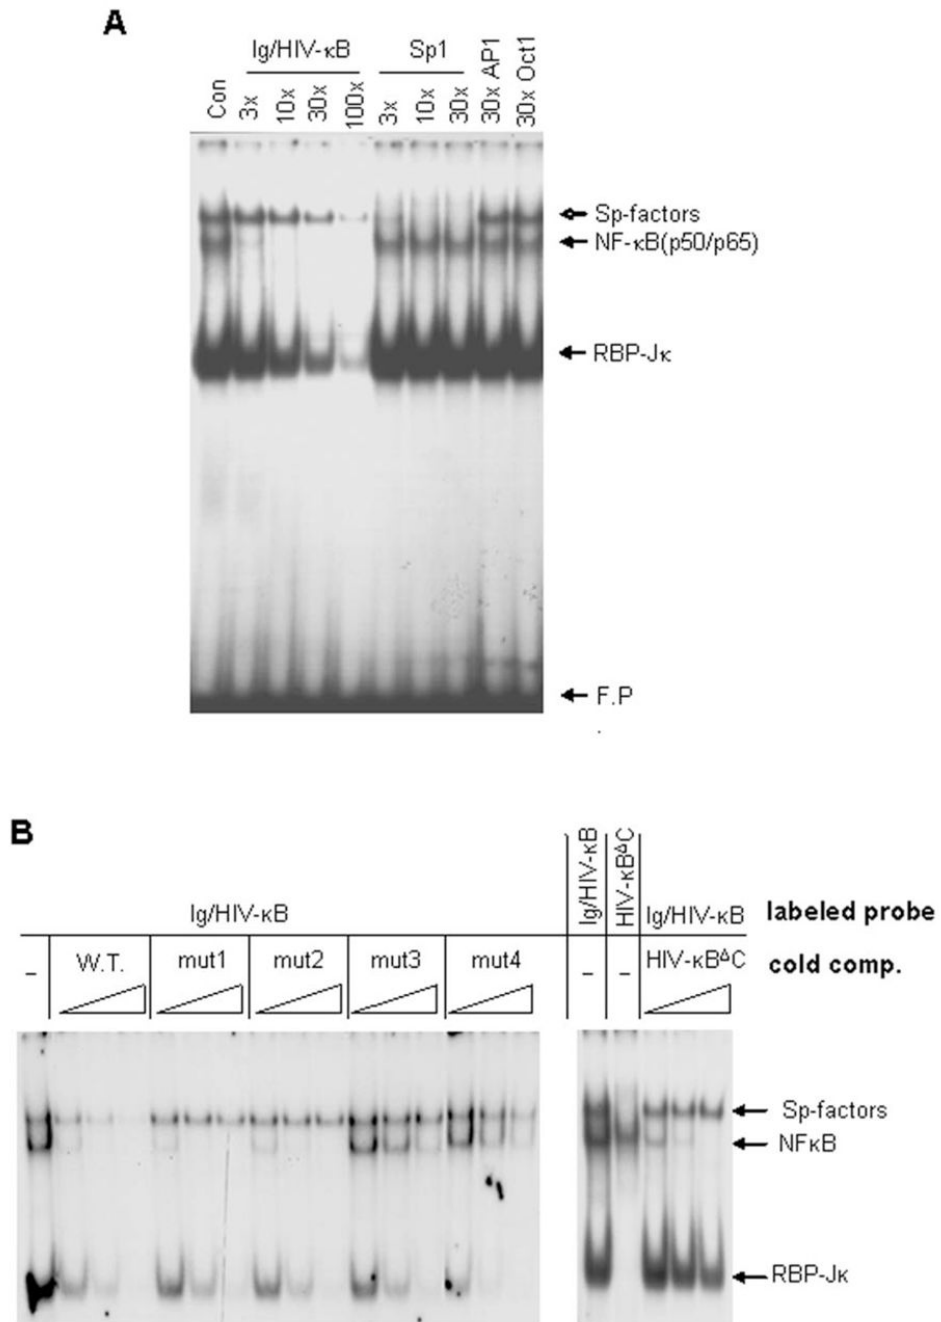 A
Ig/HIV-κB Sp1
Con 3x 10x 30x 100x 3x 10x 30x 30x AP1 30x Oct1
Sp-factors
NF-κB(p50/p65)
RBP-Jκ
F.P
B
Ig/HIV-κB Ig/HIV-κB HIV-κBΔC Ig/HIV-κB labeled probe
– W.T. mut1 mut2 mut3 mut4 – – HIV-κBΔC cold comp.
Sp-factors
NFκB
RBP-Jκ